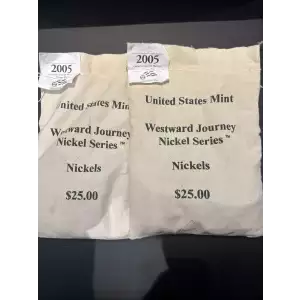 2005
United States Mint
Westward Journey
Nickel Series™
Nickels
$25.00
2005
United States Mint
Westward Journey
Nickel Series™
Nickels
$25.00